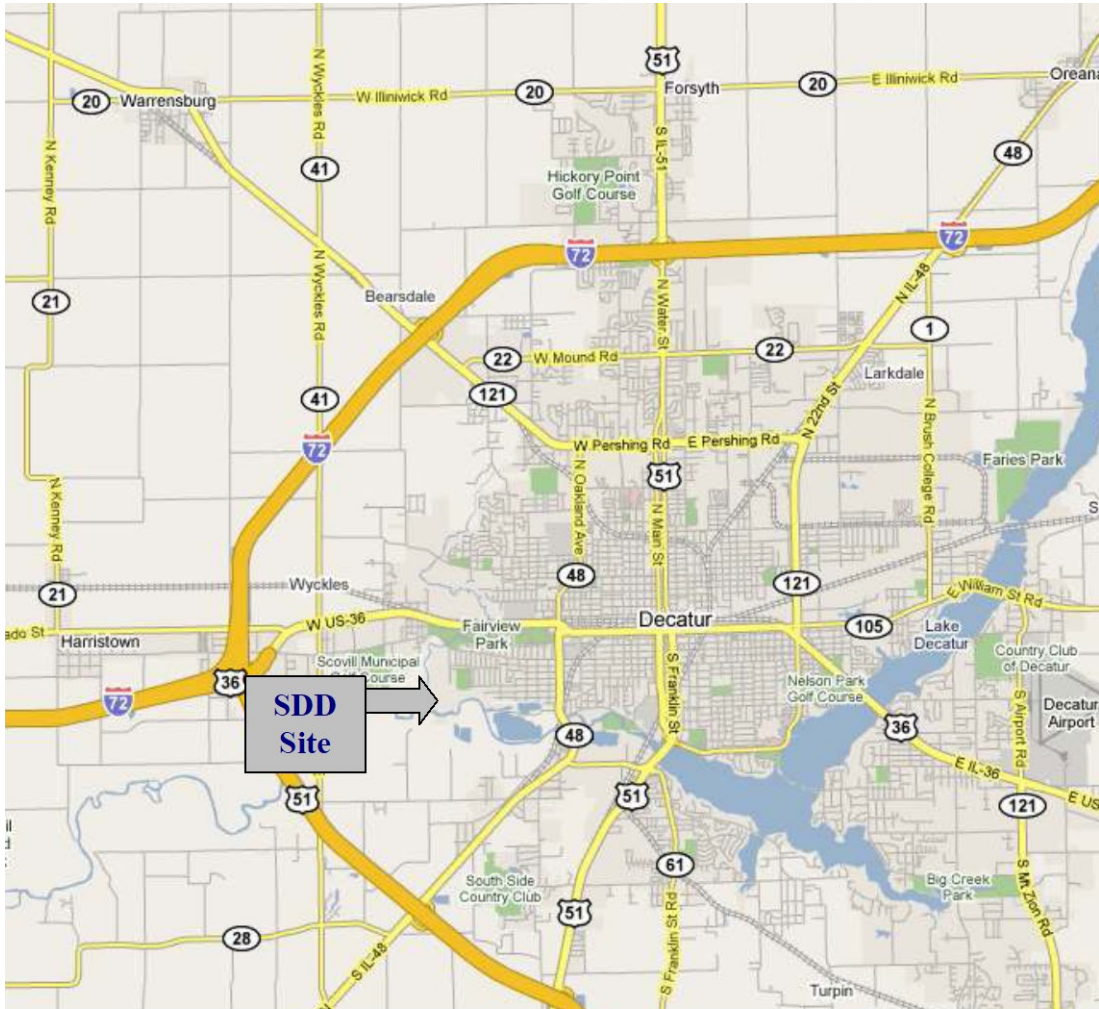 51
20
Warrensburg
W Illiniwick Rd
20
Forsyth
20
E Illiniwick Rd
Oreana
N Wyckles Rd
N Kenney Rd
41
S IL-51
48
Hickory Point
Golf Course
72
72
N Wyckles Rd
21
Bearsdale
N Water St
N IL-48
1
22
W Mound Rd
22
Larkdale
121
41
N 22nd St
N Brush College Rd
72
W Pershing Rd
E Pershing Rd
Faries Park
N Oakland Ave
51
N Kenney Rd
N Main St
S
Wyckles
48
121
21
E William St Rd
W US-36
Fairview
Park
Decatur
105
Lake
Decatur
ado St
Harristown
Scovill Municipal
Golf Course
Country Club
of Decatur
36
72
SDD
Site
S Franklin St
Nelson Park
Golf Course
S Airport Rd
Decatur
Airport
48
36
E IL-36
51
51
121
E US
il
d
61
South Side
Country Club
Big Creek
Park
51
S Mt Zion Rd
28
S IL-48
S Franklin St Rd
Turpin